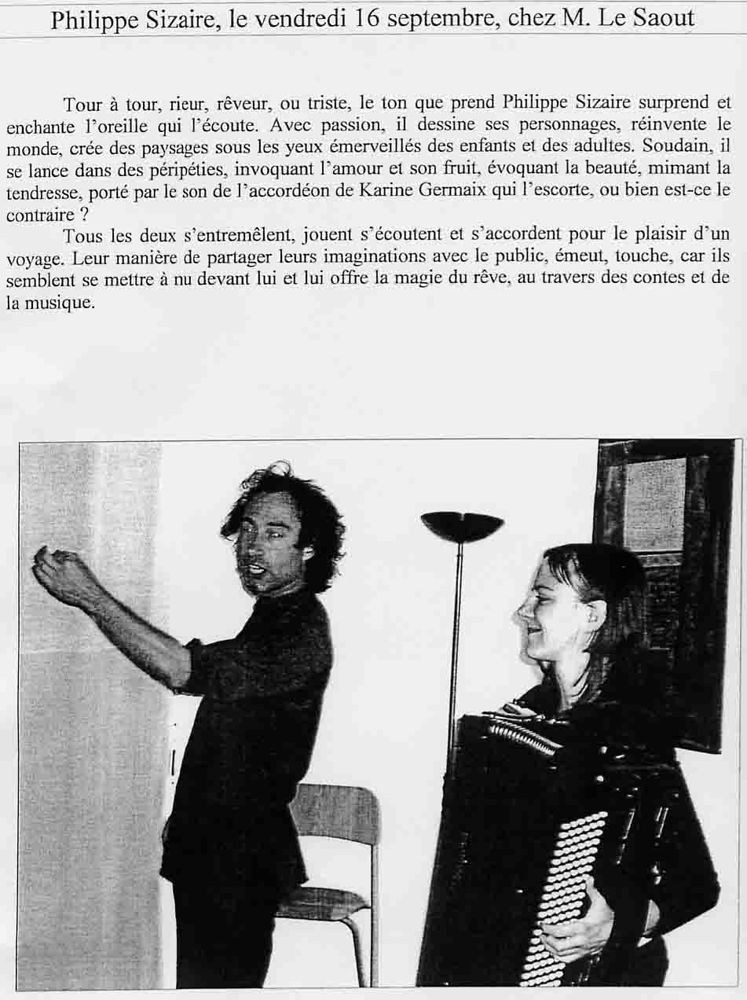 Philippe Sizaire, le vendredi 16 septembre, chez M. Le Saout
Tour à tour, rieur, rêveur, ou triste, le ton que prend Philippe Sizaire surprend et
enchante l'oreille qui l'écoute. Avec passion, il dessine ses personnages, réinvente le
monde, crée des paysages sous les yeux émerveillés des enfants et des adultes. Soudain, il
se lance dans des péripéties, invoquant l'amour et son fruit, évoquant la beauté, mimant la
tendresse, porté par le son de l'accordéon de Karine Germaix qui l'escorte, ou bien est-ce le
contraire ?
Tous les deux s'entremêlent, jouent s'écoutent et s'accordent pour le plaisir d'un
voyage. Leur manière de partager leurs imaginations avec le public, émeut, touche, car ils
semblent se mettre à nu devant lui et lui offre la magie du rêve, au travers des contes et de
la musique.